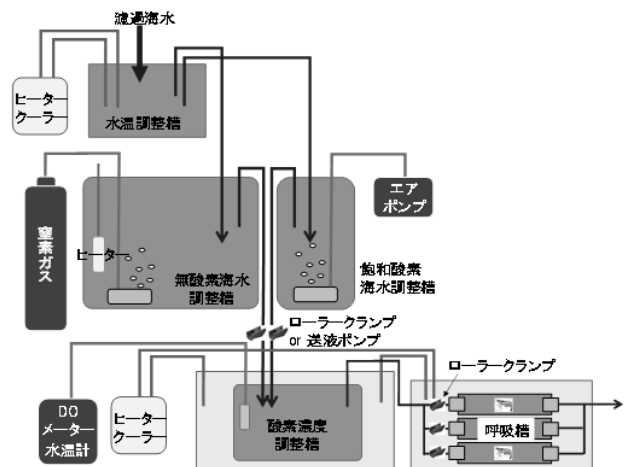 濾過海水
ヒーター
クーラー
水温調整槽
エア
ポンプ
窒素ガス
ヒーター
無酸素海水
調整槽
飽和酸素
海水調整槽
ローラークランプ
or 送液ポンプ
ローラークランプ
DO
メーター
水温計
ヒーター
クーラー
酸素濃度
調整槽
呼吸槽